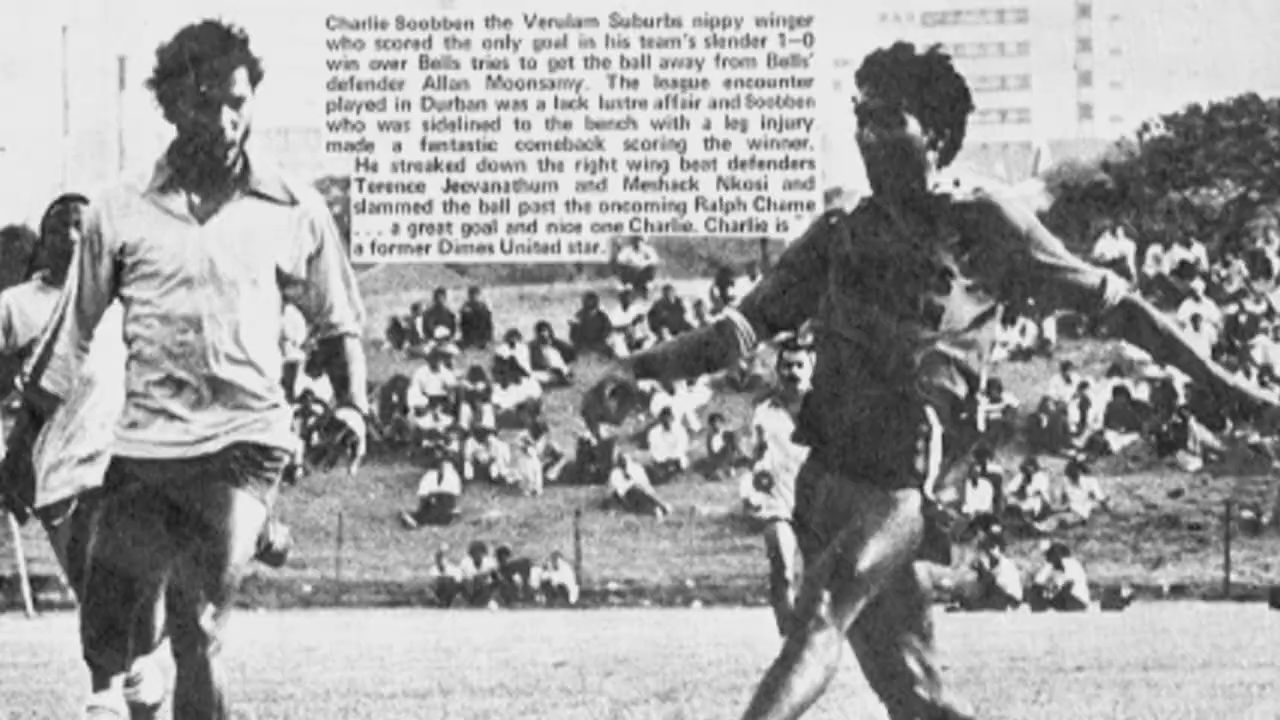 Charlie Soobben the Verulam Suburbs nippy winger
who scored the only goal in his team's slender 1–0
win over Bells tries to get the ball away from Bells'
defender Allan Moonsamy. The league encounter
played in Durban was a lack lustre affair and Soobben
who was sidelined to the bench with a leg injury
made a fantastic comeback scoring the winner.
He streaked down the right wing beat defenders
Terence Jeevanathum and Meshack Nkosi and
slammed the ball past the oncoming Ralph Chame
... a great goal and nice one Charlie. Charlie is
a former Dimes United star.